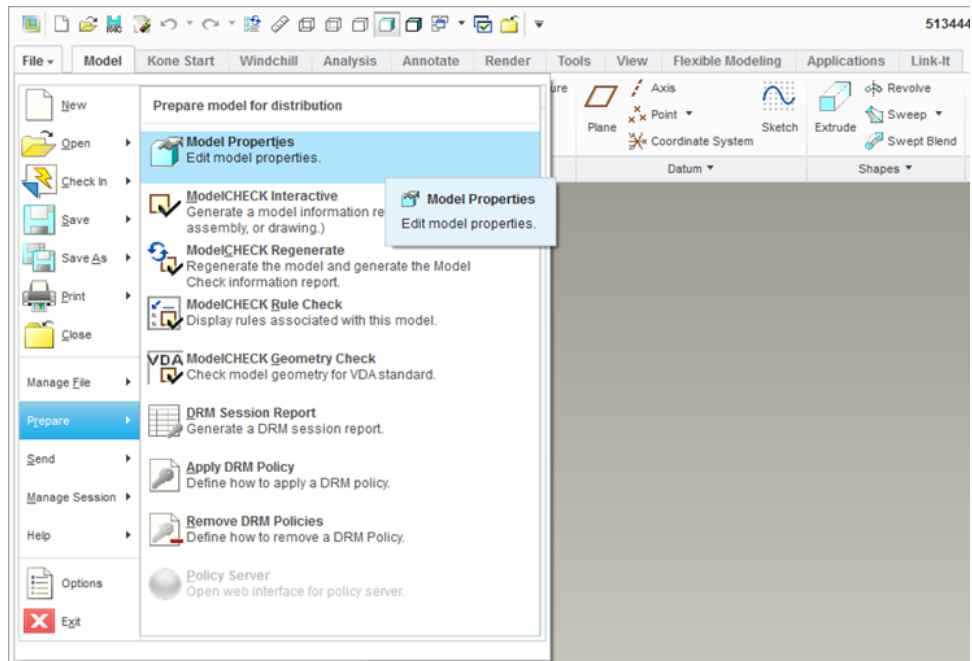 513444
File Model Kone Start Windchill Analysis Annotate Render Tools View Flexible Modeling Applications Link-It
New
Open
Check In
Save
Save As
Print
Close
Manage File
Prepare
Send
Manage Session
Help
Options
Exit
Prepare model for distribution
Model Properties
Edit model properties.
ModelCHECK Interactive
Generate a model information re
assembly, or drawing.)
ModelCHECK Regenerate
Regenerate the model and generate the Model
Check information report.
ModelCHECK Rule Check
Display rules associated with this model.
VDA
ModelCHECK Geometry Check
Check model geometry for VDA standard.
DRM Session Report
Generate a DRM session report.
Apply DRM Policy
Define how to apply a DRM policy.
Remove DRM Policies
Define how to remove a DRM Policy.
Policy Server
Open web interface for policy server.
Model Properties
Edit model properties.
ure
Plane
Axis
Point
Coordinate System
Sketch
Datum
Extrude
Revolve
Sweep
Swept Blend
Shapes